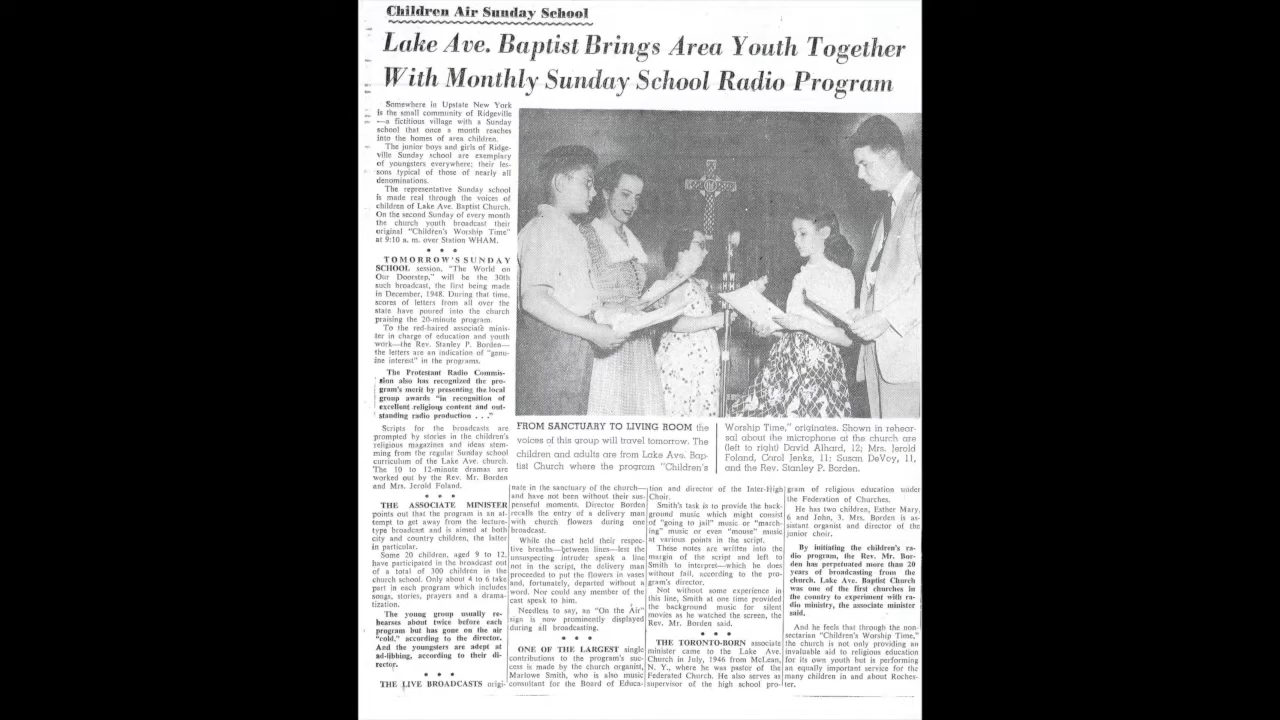 Children Air Sunday School
Lake Ave. Baptist Brings Area Youth Together
With Monthly Sunday School Radio Program
Somewhere in Upstate New York
is the small community of Ridgeville
—a fictitious village with a Sunday
school that once a month reaches
into the homes of area children.
The junior boys and girls of Ridge-
ville Sunday school are exemplary
of youngsters everywhere; their les-
sons typical of those of nearly all
denominations.
The representative Sunday school
is made real through the voices of
children of Lake Ave. Baptist Church.
On the second Sunday of every month
the church youth broadcast their
original "Children's Worship Time"
at 9:10 a. m. over Station WHAM.
* * *
TOMORROW'S SUNDAY
SCHOOL session, "The World on
Our Doorstep," will be the 30th
such broadcast, the first being made
in December, 1948. During that time,
scores of letters from all over the
state have poured into the church
praising the 20-minute program.
To the red-haired associate minis-
ter in charge of education and youth
work—the Rev. Stanley P. Borden—
the letters are an indication of "genu-
ine interest" in the programs.
The Protestant Radio Commis-
sion also has recognized the pro-
gram's merit by presenting the local
group awards "in recognition of
excellent religious content and out-
standing radio production . . ."
Scripts for the broadcasts are
prompted by stories in the children's
religious magazines and ideas stem-
ming from the regular Sunday school
curriculum of the Lake Ave. church.
The 10 to 12-minute dramas are
worked out by the Rev. Mr. Borden
and Mrs. Jerold Foland.
* * *
THE ASSOCIATE MINISTER
points out that the program is an at-
tempt to get away from the lecture-
type broadcast and is aimed at both
city and country children, the latter
in particular.
Some 20 children, aged 9 to 12,
have participated in the broadcast out
of a total of 300 children in the
church school. Only about 4 to 6 take
part in each program which includes
songs, stories, prayers and a drama-
tization.
The young group usually re-
hearses about twice before each
program but has gone on the air
"cold," according to the director.
And the youngsters are adept at
ad-libbing, according to their di-
rector.
* * *
THE LIVE BROADCASTS origi-
FROM SANCTUARY TO LIVING ROOM the
voices of this group will travel tomorrow. The
children and adults are from Lake Ave. Bap-
tist Church where the program "Children's
Worship Time," originates. Shown in rehear-
sal about the microphone at the church are
(left to right) David Alhard, 12; Mrs. Jerold
Foland, Carol Jenks, 11; Susan DeVoy, 11,
and the Rev. Stanley P. Borden.
nate in the sanctuary of the church—
and have not been without their sus-
penseful moments. Director Borden
recalls the entry of a delivery man
with church flowers during one
broadcast.
While the cast held their respec-
tive breaths—between lines—lest the
unsuspecting intruder speak a line
not in the script, the delivery man
proceeded to put the flowers in vases
and, fortunately, departed without a
word. Nor could any member of the
cast speak to him.
Needless to say, an "On the Air"
sign is now prominently displayed
during all broadcasting.
* * *
ONE OF THE LARGEST single
contributions to the program's suc-
cess is made by the church organist,
Marlowe Smith, who is also music
consultant for the Board of Educa-
tion and director of the Inter-High
Choir.
Smith's task is to provide the back-
ground music which might consist
of "going to jail" music or "march-
ing" music or even "mouse" music
at various points in the script.
These notes are written into the
margin of the script and left to
Smith to interpret—which he does
without fail, according to the pro-
gram's director.
Not without some experience in
this line, Smith at one time provided
the background music for silent
movies as he watched the screen, the
Rev. Mr. Borden said.
* * *
THE TORONTO-BORN associate
minister came to the Lake Ave.
Church in July, 1946 from McLean,
N. Y., where he was pastor of the
Federated Church. He also serves as
supervisor of the high school pro-
gram of religious education under
the Federation of Churches.
He has two children, Esther Mary,
6 and John, 3. Mrs. Borden is as-
sistant organist and director of the
junior choir.
By initiating the children's ra-
dio program, the Rev. Mr. Bor-
den has perpetuated more than 20
years of broadcasting from the
church. Lake Ave. Baptist Church
was one of the first churches in
the country to experiment with ra-
dio ministry, the associate minister
said.
And he feels that through the non-
sectarian "Children's Worship Time,"
the church is not only providing an
invaluable aid to religious education
for its own youth but is performing
an equally important service for the
many children in and about Roches-
ter.